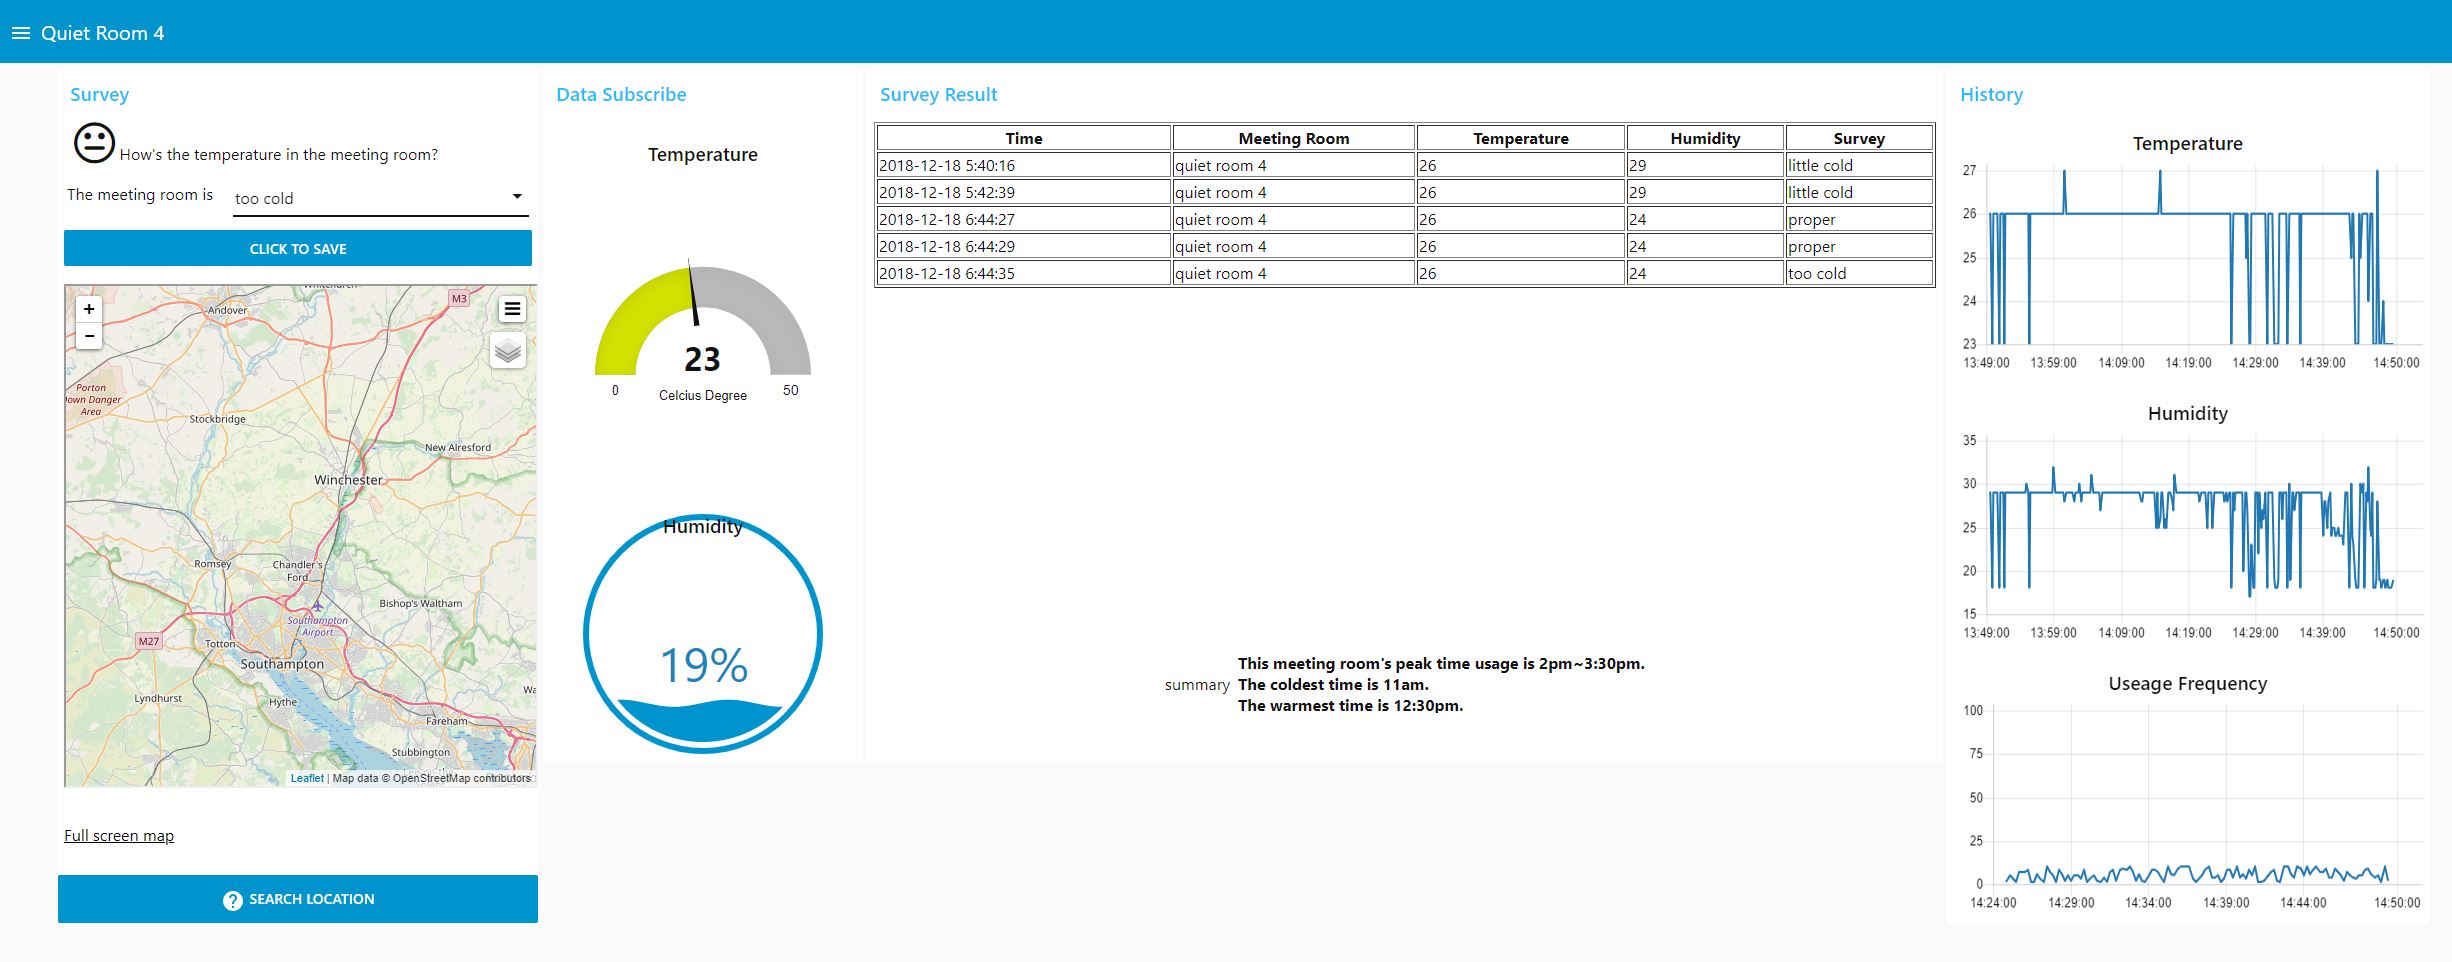 Quiet Room 4
Survey
How's the temperature in the meeting room?
The meeting room is too cold
CLICK TO SAVE
+
−
Whitchurch
M3
Andover
Porton
Down Danger
Area
Stockbridge
New Alresford
Winchester
Romsey
Chandler's
Ford
Bishop's Waltham
Southampton
Airport
M27
Totton
Southampton
Lyndhurst
Hythe
Wa
Fareham
Stubbington
Leaflet | Map data © OpenStreetMap contributors
Full screen map
? SEARCH LOCATION
Data Subscribe
Temperature
23
0 Celcius Degree 50
Humidity
19%
Survey Result
Time Meeting Room Temperature Humidity Survey
2018-12-18 5:40:16 quiet room 4 26 29 little cold
2018-12-18 5:42:39 quiet room 4 26 29 little cold
2018-12-18 6:44:27 quiet room 4 26 24 proper
2018-12-18 6:44:29 quiet room 4 26 24 proper
2018-12-18 6:44:35 quiet room 4 26 24 too cold
This meeting room's peak time usage is 2pm~3:30pm.
summary The coldest time is 11am.
The warmest time is 12:30pm.
History
Temperature
27
26
25
24
23
13:49:00 13:59:00 14:09:00 14:19:00 14:29:00 14:39:00 14:50:00
Humidity
35
30
25
20
15
13:49:00 13:59:00 14:09:00 14:19:00 14:29:00 14:39:00 14:50:00
Useage Frequency
100
75
50
25
0
14:24:00 14:29:00 14:34:00 14:39:00 14:44:00 14:50:00